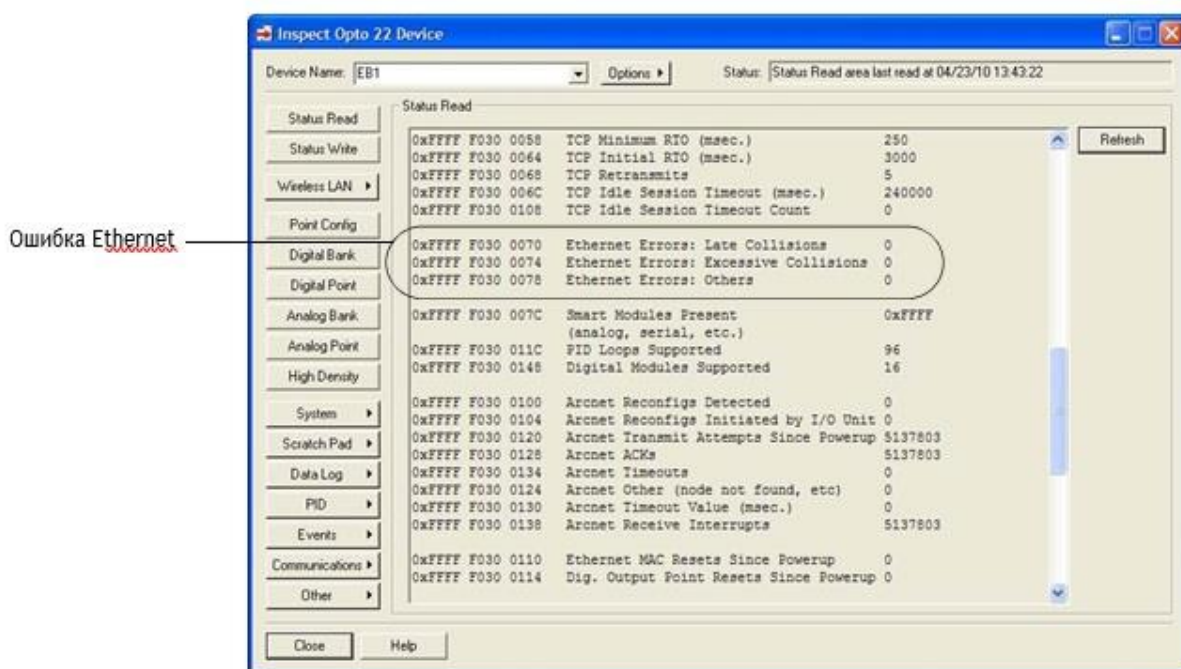 Inspect Opto 22 Device
Device Name: EB1 Options Status: Status Read area last read at 04/23/10 13:43:22
Status Read
Status Read
Status Write
Wireless LAN
Point Config
Digital Bank
Digital Point
Analog Bank
Analog Point
High Density
System
Scratch Pad
Data Log
PID
Events
Communications
Other
0xFFFF F030 0058 TCP Minimum RTO (msec.) 250
0xFFFF F030 0064 TCP Initial RTO (msec.) 3000
0xFFFF F030 0068 TCP Retransmits 5
0xFFFF F030 006C TCP Idle Session Timeout (msec.) 240000
0xFFFF F030 0108 TCP Idle Session Timeout Count 0
0xFFFF F030 0070 Ethernet Errors: Late Collisions 0
0xFFFF F030 0074 Ethernet Errors: Excessive Collisions 0
0xFFFF F030 0078 Ethernet Errors: Others 0
0xFFFF F030 007C Smart Modules Present 0xFFFF
(analog, serial, etc.)
0xFFFF F030 011C PID Loops Supported 96
0xFFFF F030 0148 Digital Modules Supported 16
0xFFFF F030 0100 Arcnet Reconfigs Detected 0
0xFFFF F030 0104 Arcnet Reconfigs Initiated by I/O Unit 0
0xFFFF F030 0120 Arcnet Transmit Attempts Since Powerup 5137803
0xFFFF F030 0128 Arcnet ACKs 5137803
0xFFFF F030 0134 Arcnet Timeouts 0
0xFFFF F030 0124 Arcnet Other (node not found, etc) 0
0xFFFF F030 0130 Arcnet Timeout Value (msec.) 0
0xFFFF F030 0138 Arcnet Receive Interrupts 5137803
0xFFFF F030 0110 Ethernet MAC Resets Since Powerup 0
0xFFFF F030 0114 Dig. Output Point Resets Since Powerup 0
Refresh
Ошибка Ethernet
Close Help